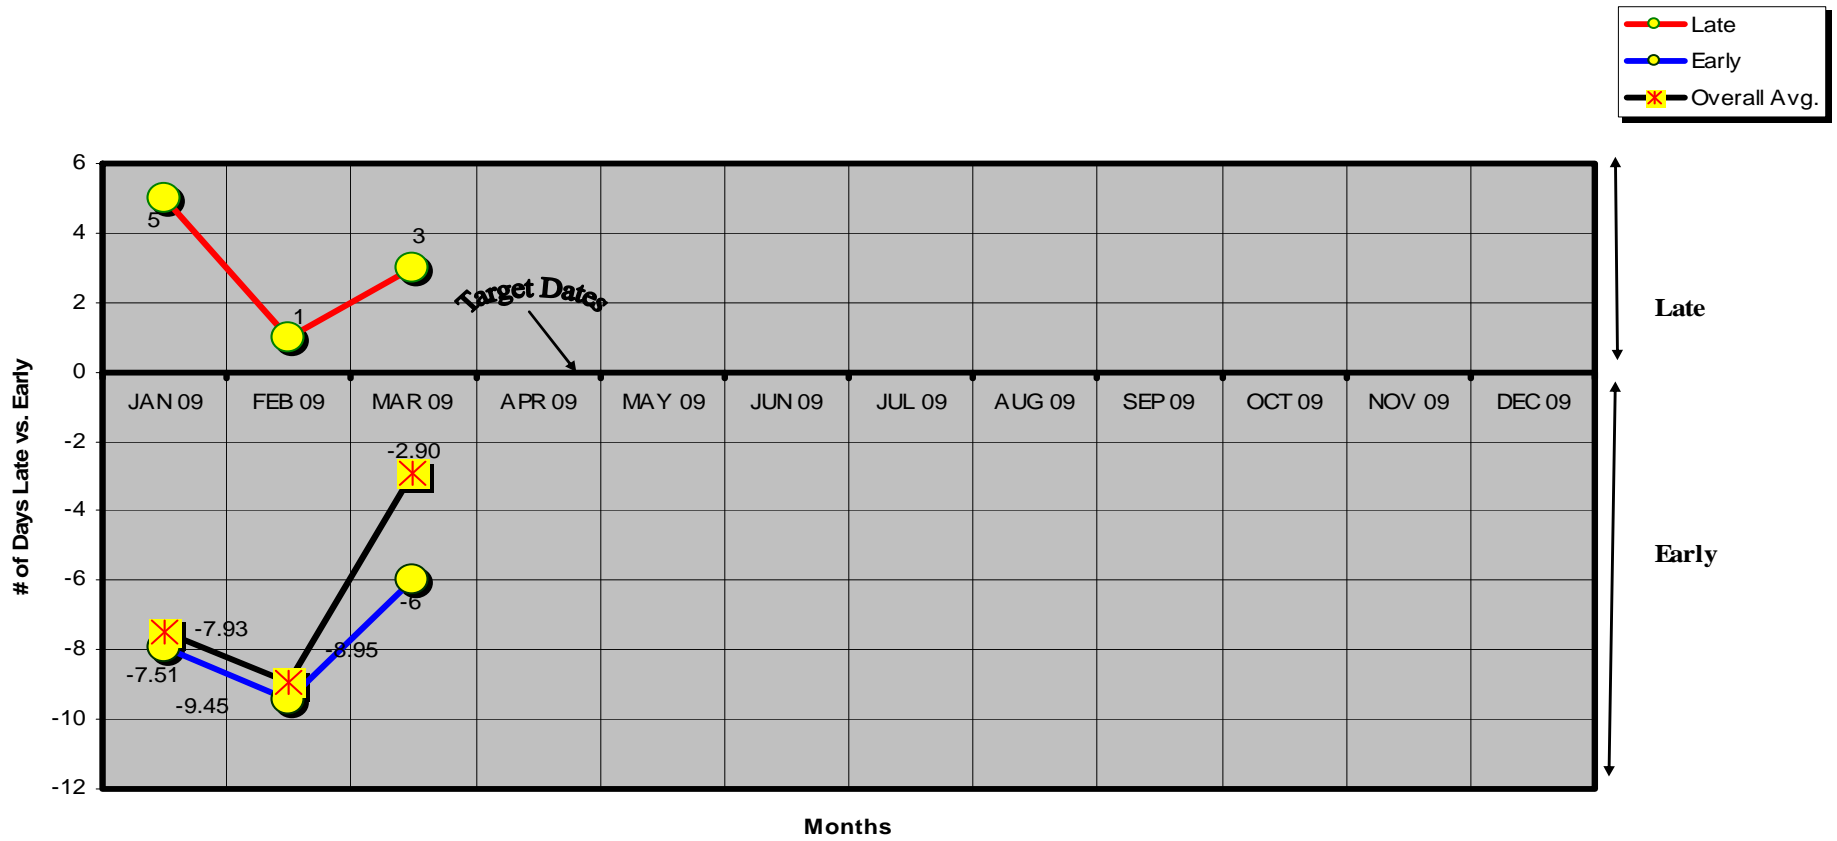 Late
Early
Overall Avg.
6
4
2
0
-2
-4
-6
-8
-10
-12
# of Days Late vs. Early
5
1
3
Target Dates
JAN 09 FEB 09 MAR 09 APR 09 MAY 09 JUN 09 JUL 09 AUG 09 SEP 09 OCT 09 NOV 09 DEC 09
-2.90
-6
-7.93
-8.95
-7.51
-9.45
Late
Early
Months